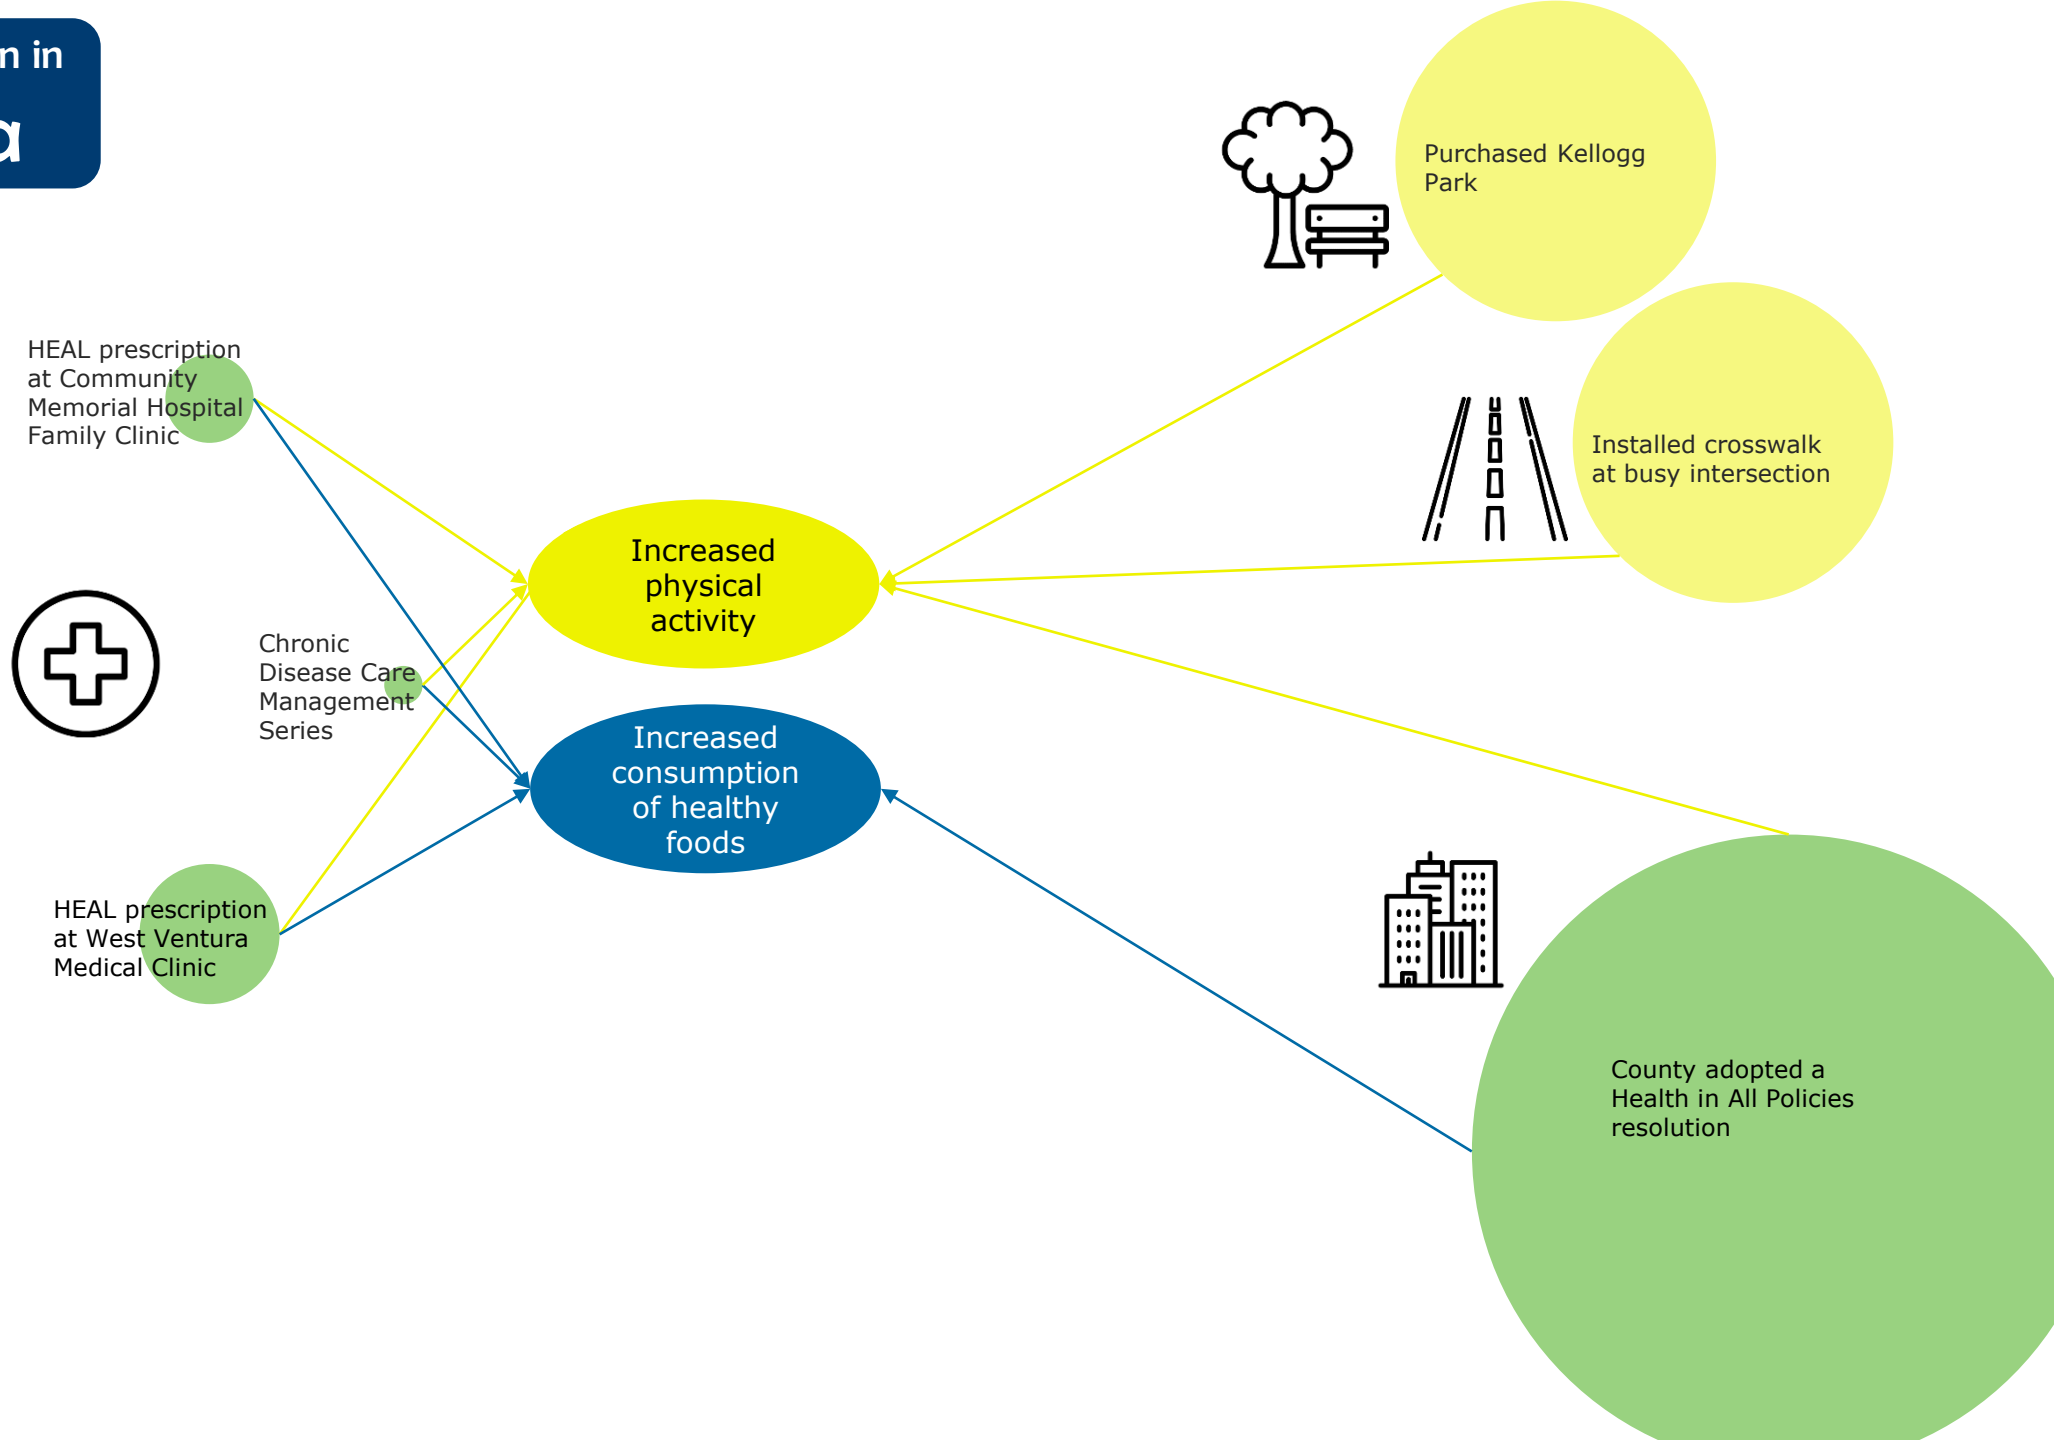 n in
a
Purchased Kellogg
Park
HEAL prescription
at Community
Memorial Hospital
Family Clinic
Installed crosswalk
at busy intersection
Increased
physical
activity
Chronic
Disease Care
Management
Series
Increased
consumption
of healthy
foods
HEAL prescription
at West Ventura
Medical Clinic
County adopted a
Health in All Policies
resolution